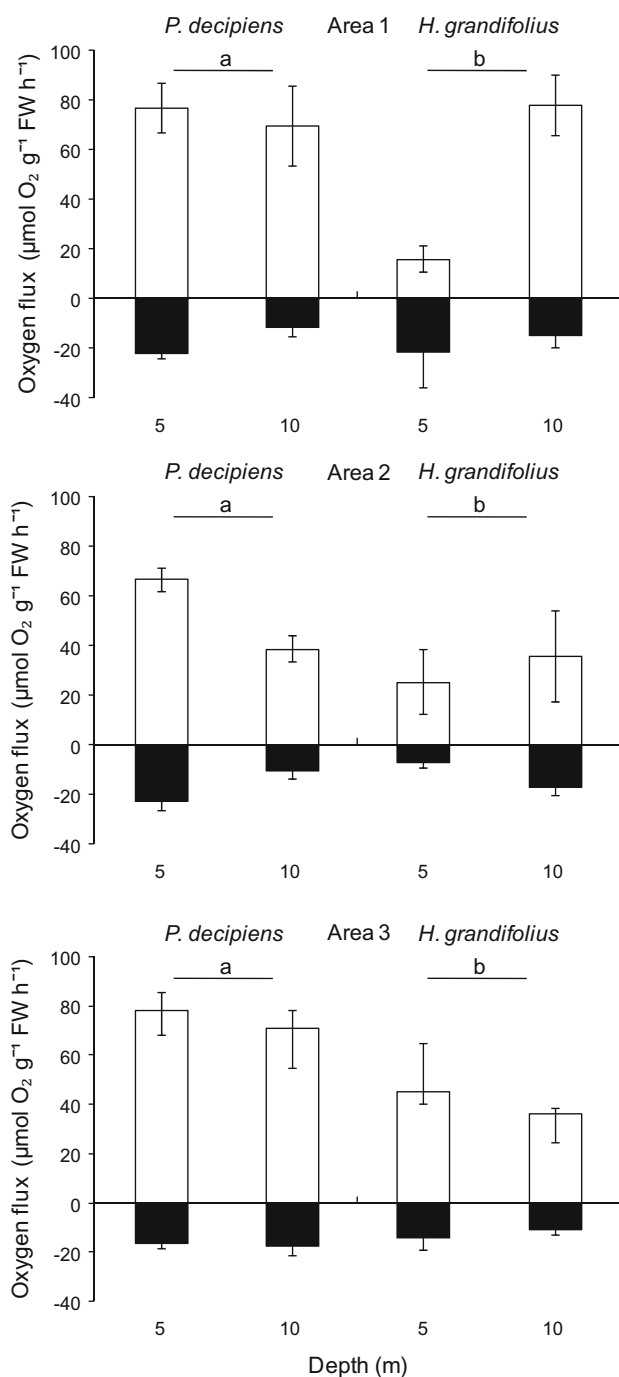 P. decipiens Area 1 H. grandifolius
a b
Oxygen flux (µmol O₂ g⁻¹ FW h⁻¹)
100
80
60
40
20
0
-20
-40
5 10 5 10
P. decipiens Area 2 H. grandifolius
a b
Oxygen flux (µmol O₂ g⁻¹ FW h⁻¹)
100
80
60
40
20
0
-20
-40
5 10 5 10
P. decipiens Area 3 H. grandifolius
a b
Oxygen flux (µmol O₂ g⁻¹ FW h⁻¹)
100
80
60
40
20
0
-20
-40
5 10 5 10
Depth (m)